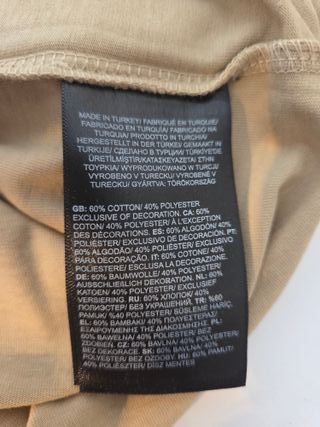 MADE IN TURKEY/ FABRIQUÉ EN TURQUIE/
FABRICADO EN TURQUÍA/ FABRICADO NA TURQUIA/
HERGESTELLT IN DER TÜRKEI/ GEMAAKT IN
TURKIJE/ СДЕЛАНО В ТУРЦИИ/ TÜRKİYE'DE
ÜRETİLMİŞTİR/ ΚΑΤΑΣΚΕΥΑΖΕΤΑΙ ΣΤΗΝ
ΤΟΥΡΚΙΑ/ WYPRODUKOWANO W TURCJI/
VYROBENO V TURECKU/ VYROBENÉ V
TURECKU/ GYÁRTVA: TÖRÖKORSZÁG
GB: 60% COTTON/ 40% POLYESTER
EXCLUSIVE OF DECORATION. CA: 60%
COTON/ 40% POLYESTER/ À L'EXCEPTION
DES DÉCORATIONS. ES: 60% ALGODÓN/ 40%
POLIÉSTER/ EXCLUSIVO DE DECORACIÓN. PT:
60% ALGODÃO/ 40% POLIÉSTER/ EXCLUSIVO
PARA DECORAÇÃO. IT: 60% COTONE/ 40%
POLIESTERE/ ESCLUSA LA DECORAZIONE.
DE: 60% BAUMWOLLE/ 40% POLYESTER/
AUSSCHLIEßLICH DEKORATION. NL: 60%
KATOEN/ 40% POLYESTER/ EXCLUSIEF
VERSIERING. RU: 60% ХЛОПОК/ 40%
ПОЛИЭСТЕР/ БЕЗ УКРАШЕНИЙ. TR: %60
PAMUK/ %40 POLYESTER/ SÜSLEME HARİÇ.
EL: 60% ΒΑΜΒΑΚΙ/ 40% ΠΟΛΥΕΣΤΕΡΑΣ/
ΕΞΑΙΡΟΥΜΕΝΗΣ ΤΗΣ ΔΙΑΚΟΣΜΗΣΗΣ. PL:
60% BAWEŁNA/ 40% POLIESTER/ BEZ
DEKORACJI. CZ: 60% BAVLNA/ 40% POLYESTER/
BEZ DEKORACE. SK: 60% BAVLNA/ 40%
POLYESTER/ BEZ OZDOBY. HU: 60% PAMUT/
40% POLIÉSZTER/ DÍSZ MENTES